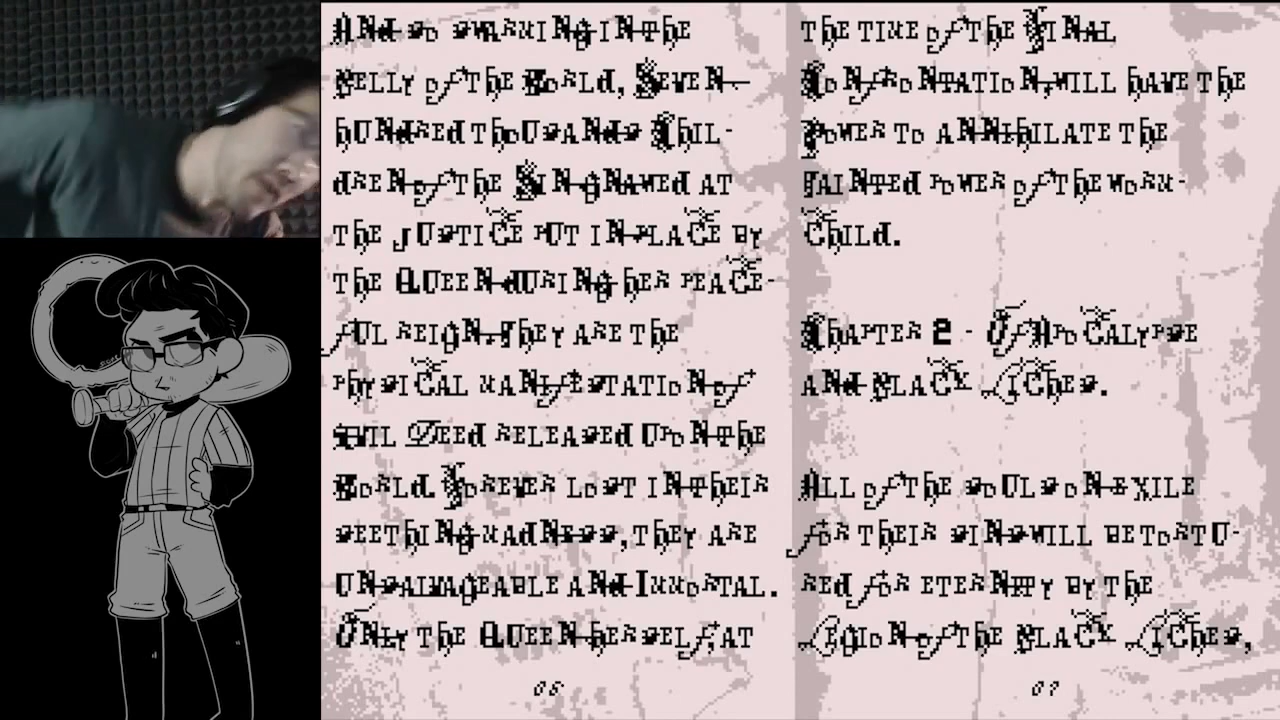 And so swarming in the
Belly of the World, Seven-
hundred thousands Chil-
dren of the Sin gnawed at
the justice put in place by
the Queen during her peace-
ful reign. They are the
physical manifestation of
Evil Deed released upon the
World. Forever lost in their
seething madness, they are
unsalvageable and Immortal.
Only the Queen herself, at
06
the time of the Final
Confrontation, will have the
Power to annihilate the
tainted power of the worm-
Child.
Chapter 2 - Of Apocalypse
and Black Liches.
All of the souls on exile
for their sins will be tortu-
red for eternity by the
Legion of the Black Liches,
07